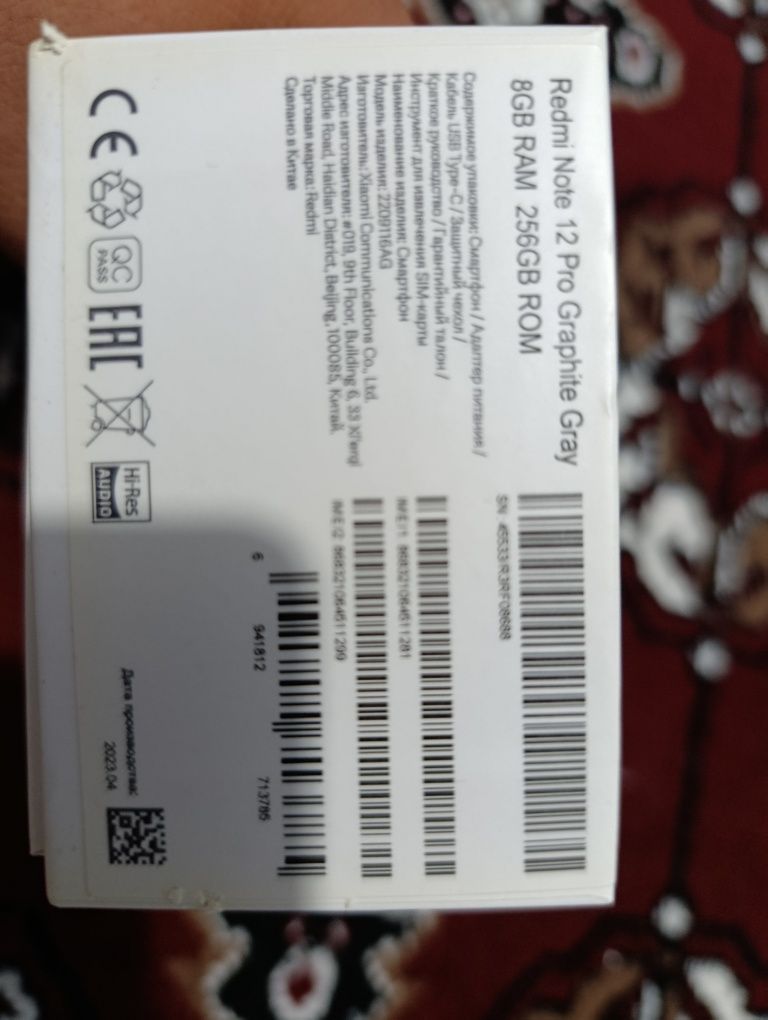 Redmi Note 12 Pro Graphite Gray
8GB RAM 256GB ROM
Содержимое упаковки: Смартфон / Адаптер питания /
Кабель USB Type-C / Защитный чехол /
Краткое руководство / Гарантийный талон /
Инструмент для извлечения SIM-карты
Наименование изделия: Смартфон
Модель изделия: 2209116AG
Изготовитель: Xiaomi Communications Co., Ltd.
Адрес изготовителя: #019, 9th Floor, Building 6, 33 Xi'erqi
Middle Road, Haidian District, Beijing, 100085, Китай.
Торговая марка: Redmi
Сделано в Китае
SN:
IMEI1: 868321064611281
IMEI2: 868321064611299
6 941812 713786
CE
QC
PASS
EAC
Hi-Res
AUDIO
Дата производства:
2023.04